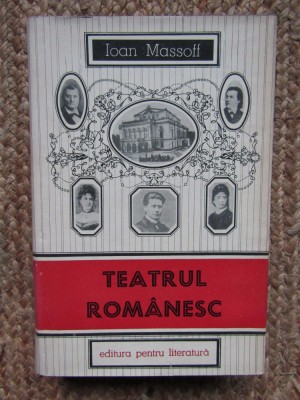 Ioan Massoff
TEATRUL
ROMÂNESC
editura pentru literatură